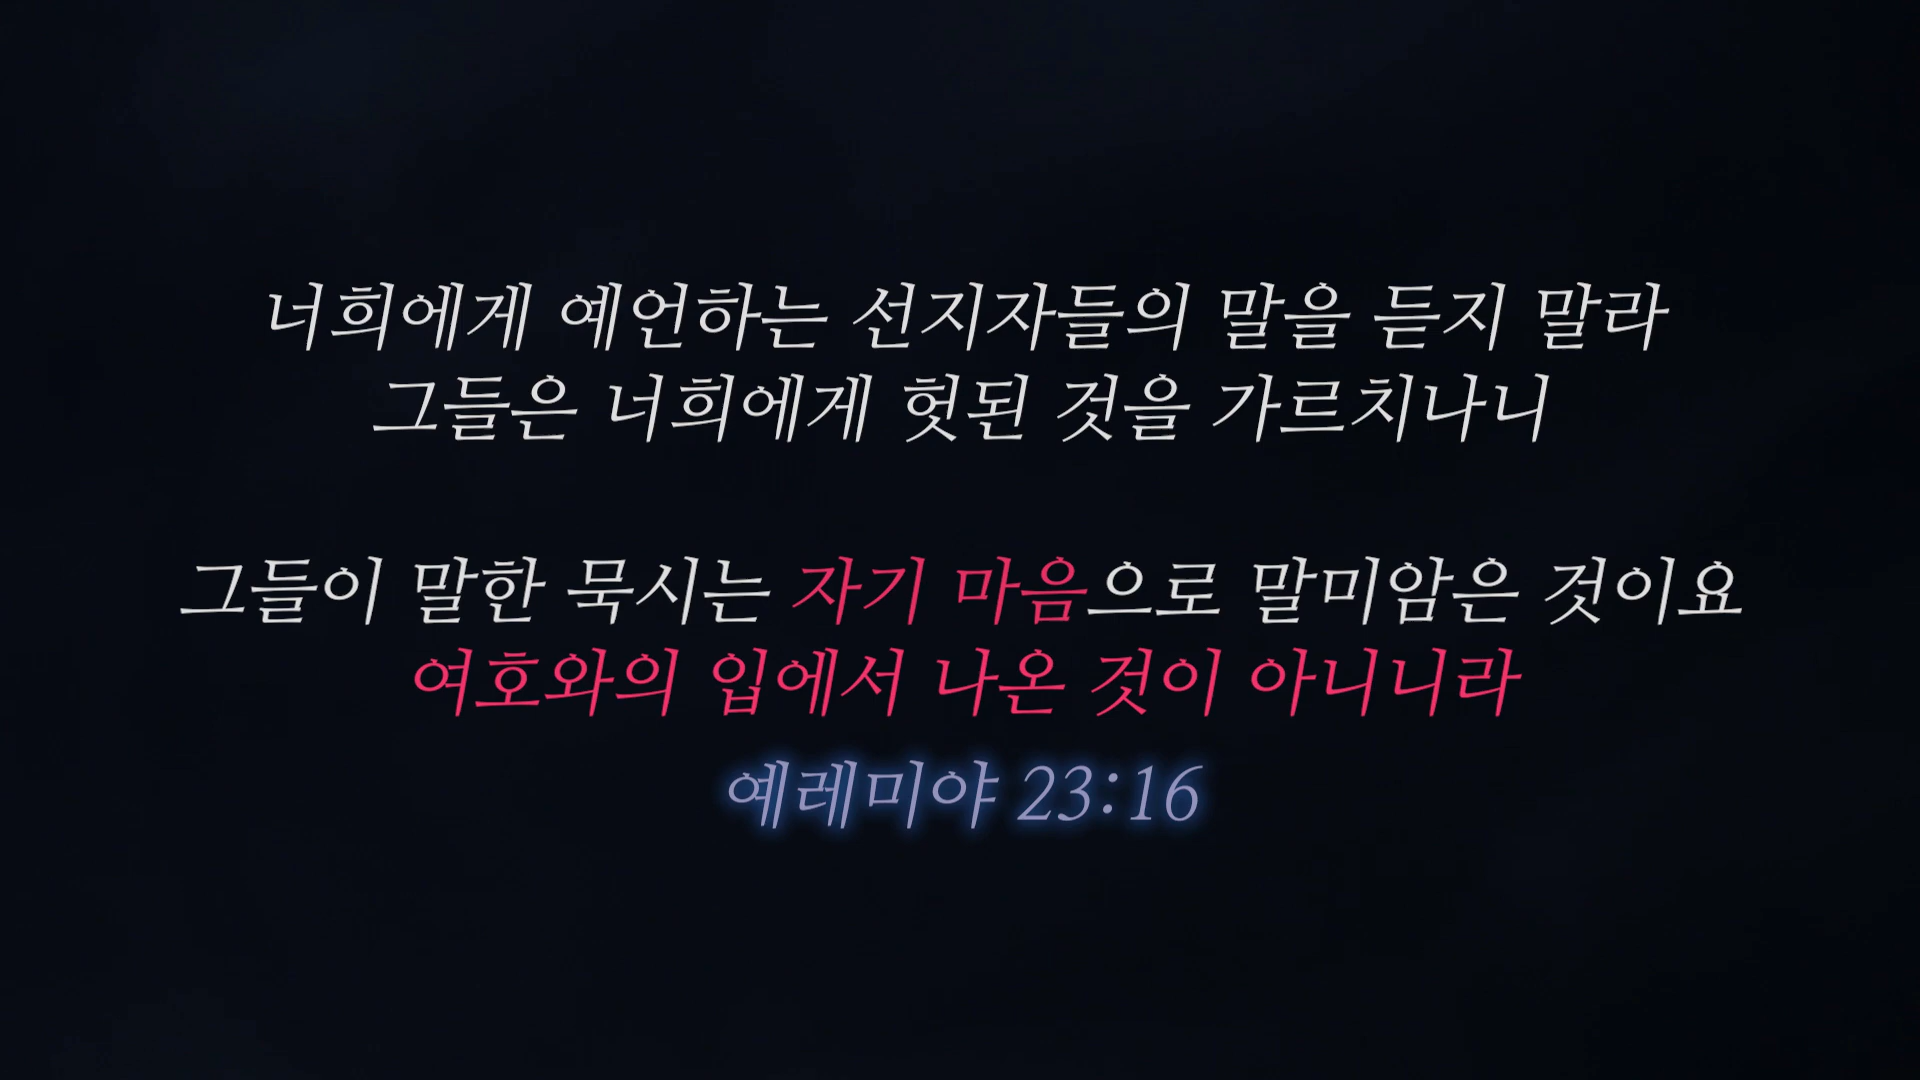 너희에게 예언하는 선지자들의 말을 듣지 말라
그들은 너희에게 헛된 것을 가르치나니
그들이 말한 묵시는 자기 마음으로 말미암은 것이요
여호와의 입에서 나온 것이 아니니라
예레미야 23:16